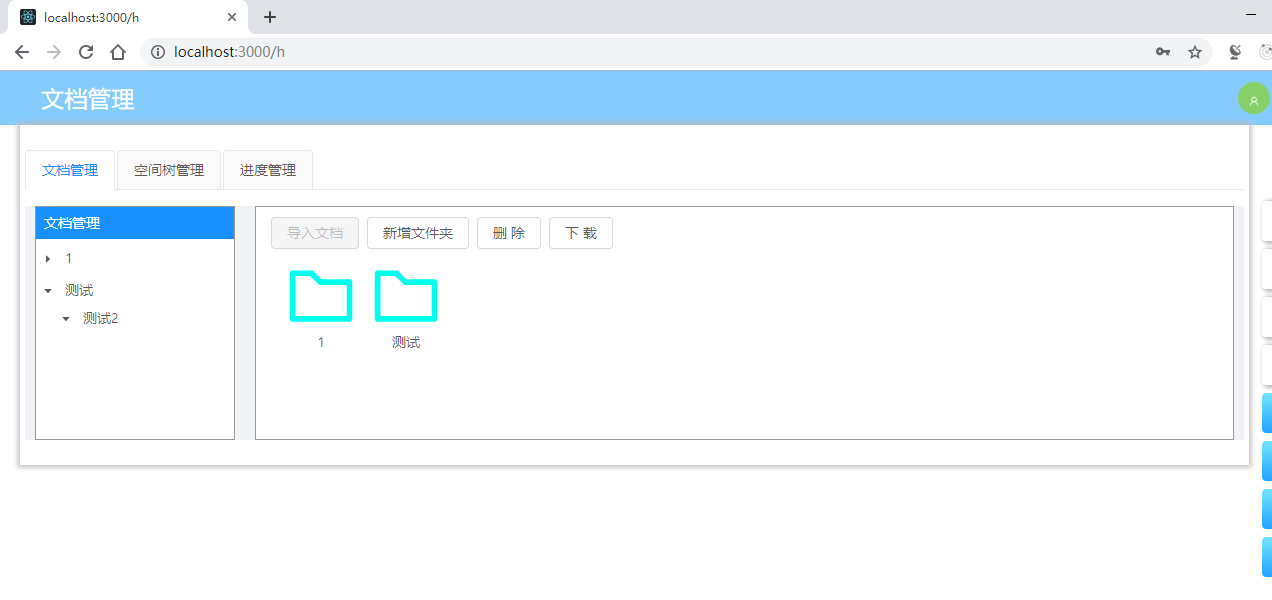 localhost:3000/h
localhost:3000/h
文档管理
文档管理 空间树管理 进度管理
文档管理
1
测试
测试2
导入文档 新增文件夹 删 除 下 载
1 测试